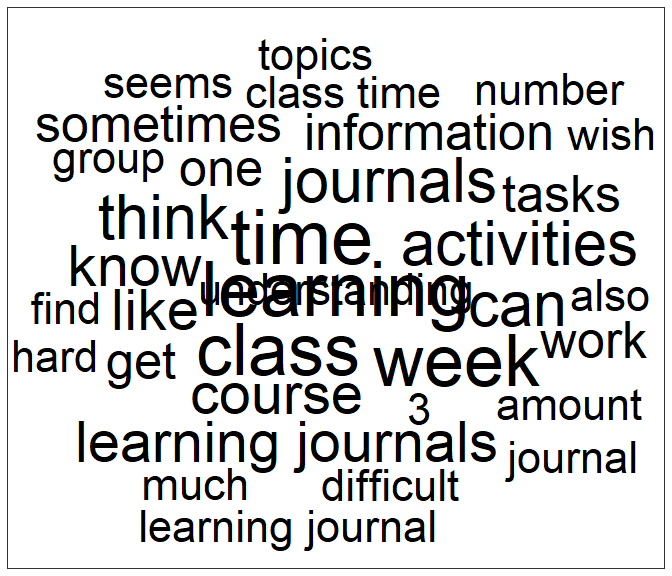 topics
seems
class time
number
sometimes
information
wish
group
one
journals
tasks
think
time
activities
know
learning
understanding
can
also
find
like
work
hard
get
class
week
course
3
amount
learning journals
journal
much
difficult
learning journal